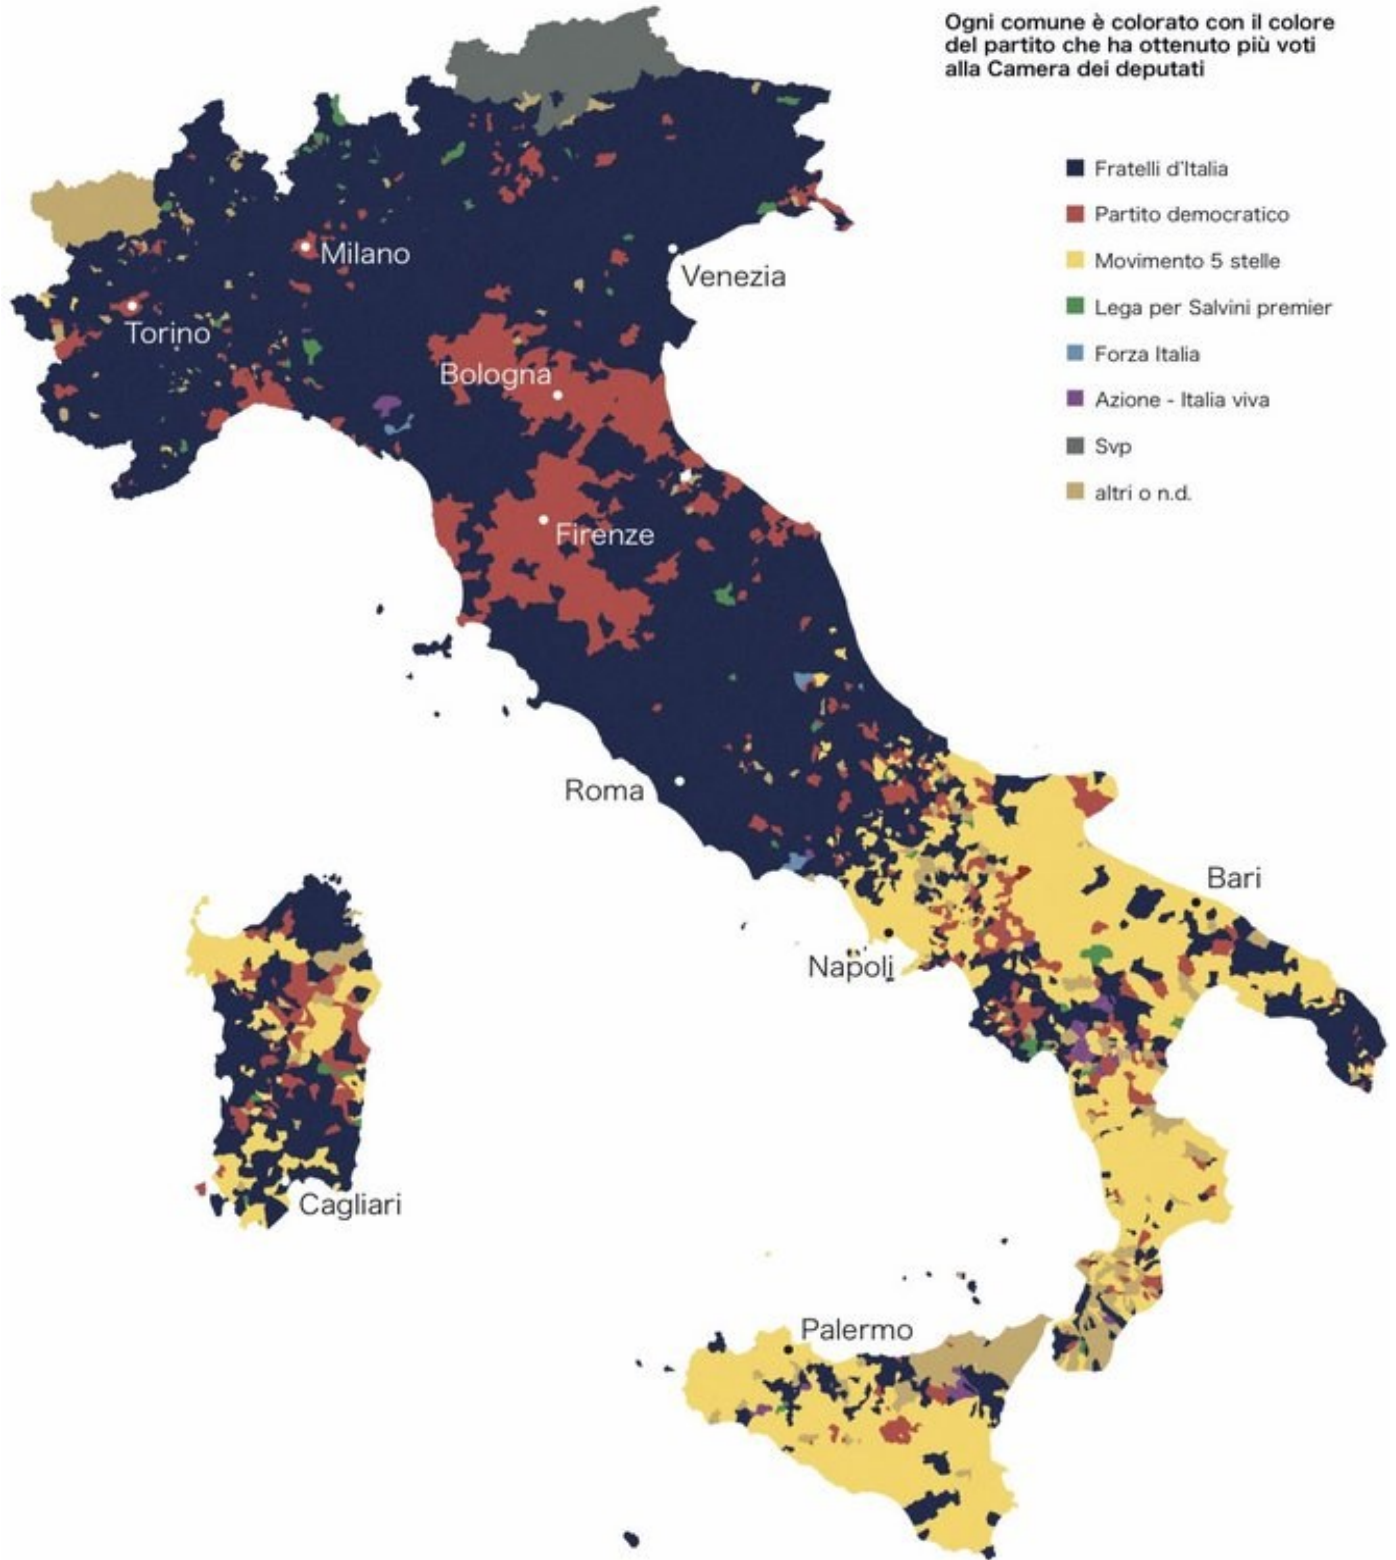 Ogni comune è colorato con il colore
del partito che ha ottenuto più voti
alla Camera dei deputati
Fratelli d'Italia
Partito democratico
Movimento 5 stelle
Lega per Salvini premier
Forza Italia
Azione - Italia viva
Svp
altri o n.d.
Milano
Venezia
Torino
Bologna
Firenze
Roma
Bari
Napoli
Cagliari
Palermo